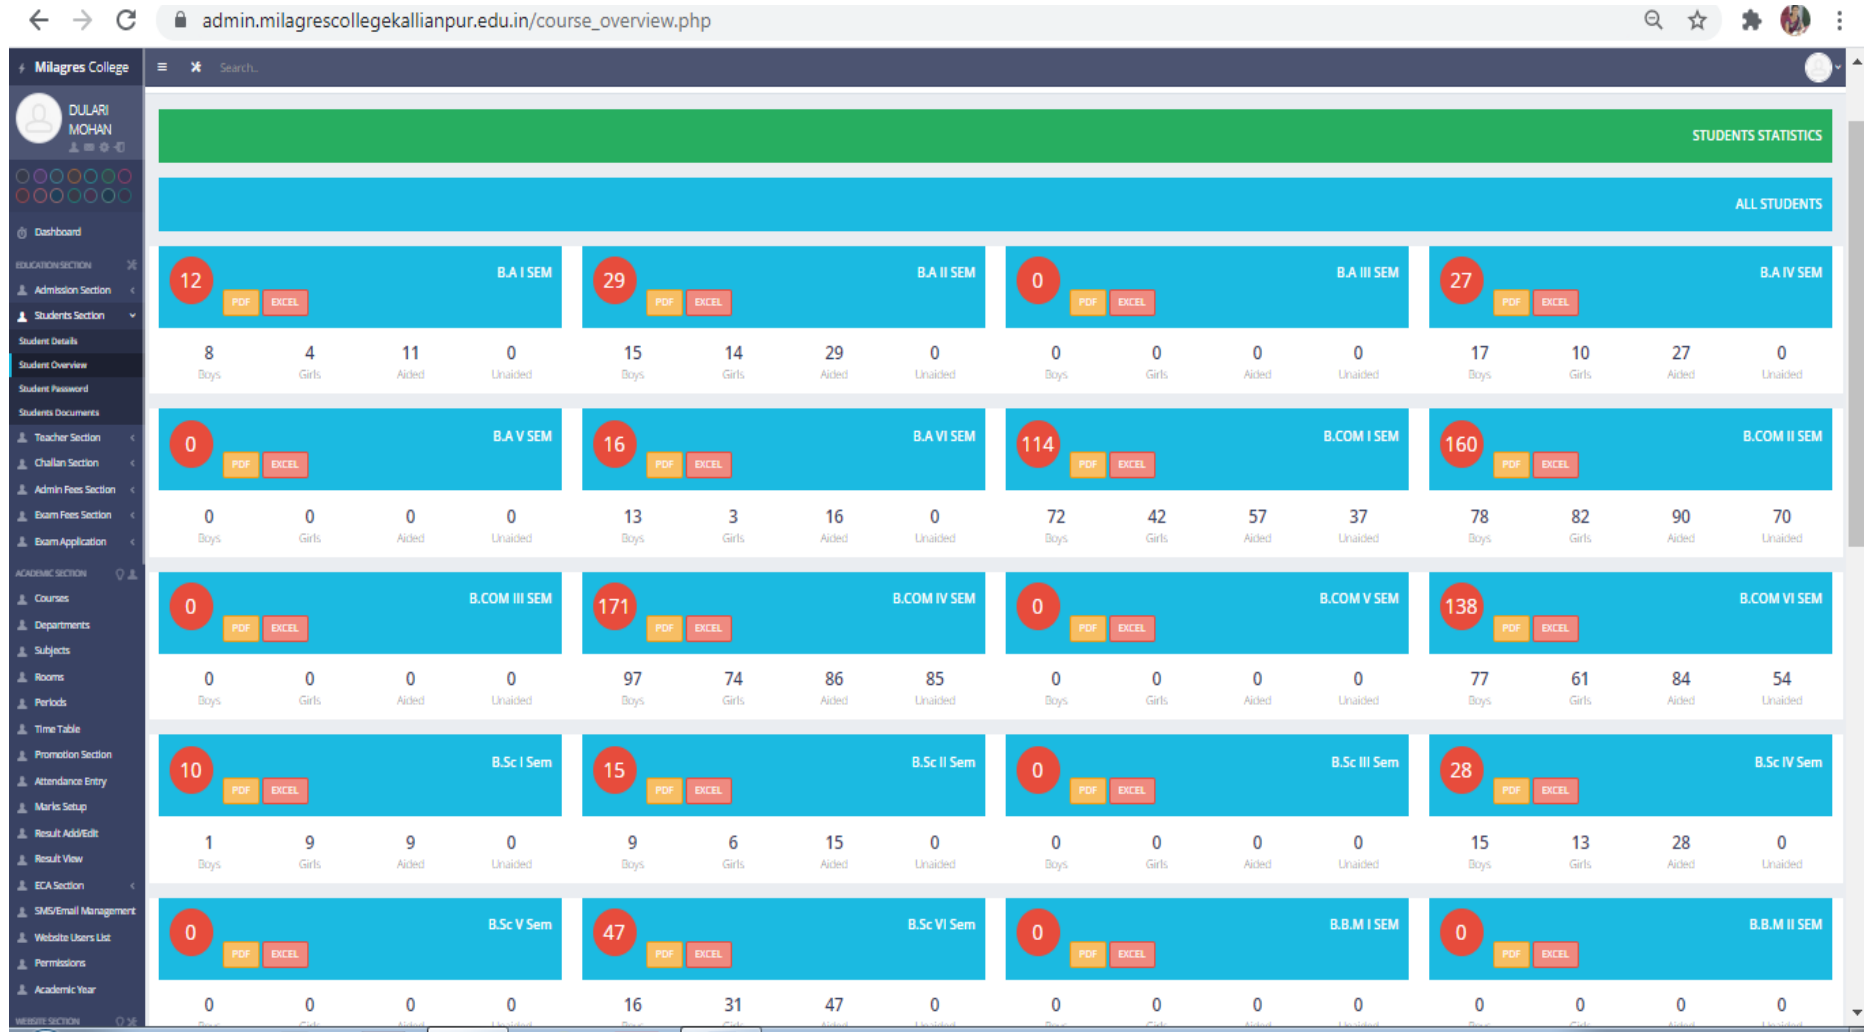 admin.milagrescollegekallianpur.edu.in/course_overview.php
Milagres College
Search..
DULARI
MOHAN
Dashboard
EDUCATION SECTION
Admission Section
Students Section
Student Details
Student Overview
Student Password
Students Documents
Teacher Section
Challan Section
Admin Fees Section
Exam Fees Section
Exam Application
ACADEMIC SECTION
Courses
Departments
Subjects
Rooms
Periods
Time Table
Promotion Section
Attendance Entry
Marks Setup
Result Add/Edit
Result View
ECA Section
SMS/Email Management
Website Users List
Permissions
Academic Year
WEBSITE SECTION
STUDENTS STATISTICS
ALL STUDENTS
12 B.A I SEM 29 B.A II SEM 0 B.A III SEM 27 B.A IV SEM
PDF EXCEL PDF EXCEL PDF EXCEL PDF EXCEL
8 4 11 0 15 14 29 0 0 0 0 0 17 10 27 0
Boys Girls Aided Unaided Boys Girls Aided Unaided Boys Girls Aided Unaided Boys Girls Aided Unaided
0 B.A V SEM 16 B.A VI SEM 114 B.COM I SEM 160 B.COM II SEM
PDF EXCEL PDF EXCEL PDF EXCEL PDF EXCEL
0 0 0 0 13 3 16 0 72 42 57 37 78 82 90 70
Boys Girls Aided Unaided Boys Girls Aided Unaided Boys Girls Aided Unaided Boys Girls Aided Unaided
0 B.COM III SEM 171 B.COM IV SEM 0 B.COM V SEM 138 B.COM VI SEM
PDF EXCEL PDF EXCEL PDF EXCEL PDF EXCEL
0 0 0 0 97 74 86 85 0 0 0 0 77 61 84 54
Boys Girls Aided Unaided Boys Girls Aided Unaided Boys Girls Aided Unaided Boys Girls Aided Unaided
10 B.Sc I Sem 15 B.Sc II Sem 0 B.Sc III Sem 28 B.Sc IV Sem
PDF EXCEL PDF EXCEL PDF EXCEL PDF EXCEL
1 9 9 0 9 6 15 0 0 0 0 0 15 13 28 0
Boys Girls Aided Unaided Boys Girls Aided Unaided Boys Girls Aided Unaided Boys Girls Aided Unaided
0 B.Sc V Sem 47 B.Sc VI Sem 0 B.B.M I SEM 0 B.B.M II SEM
PDF EXCEL PDF EXCEL PDF EXCEL PDF EXCEL
0 0 0 0 16 31 47 0 0 0 0 0 0 0 0 0